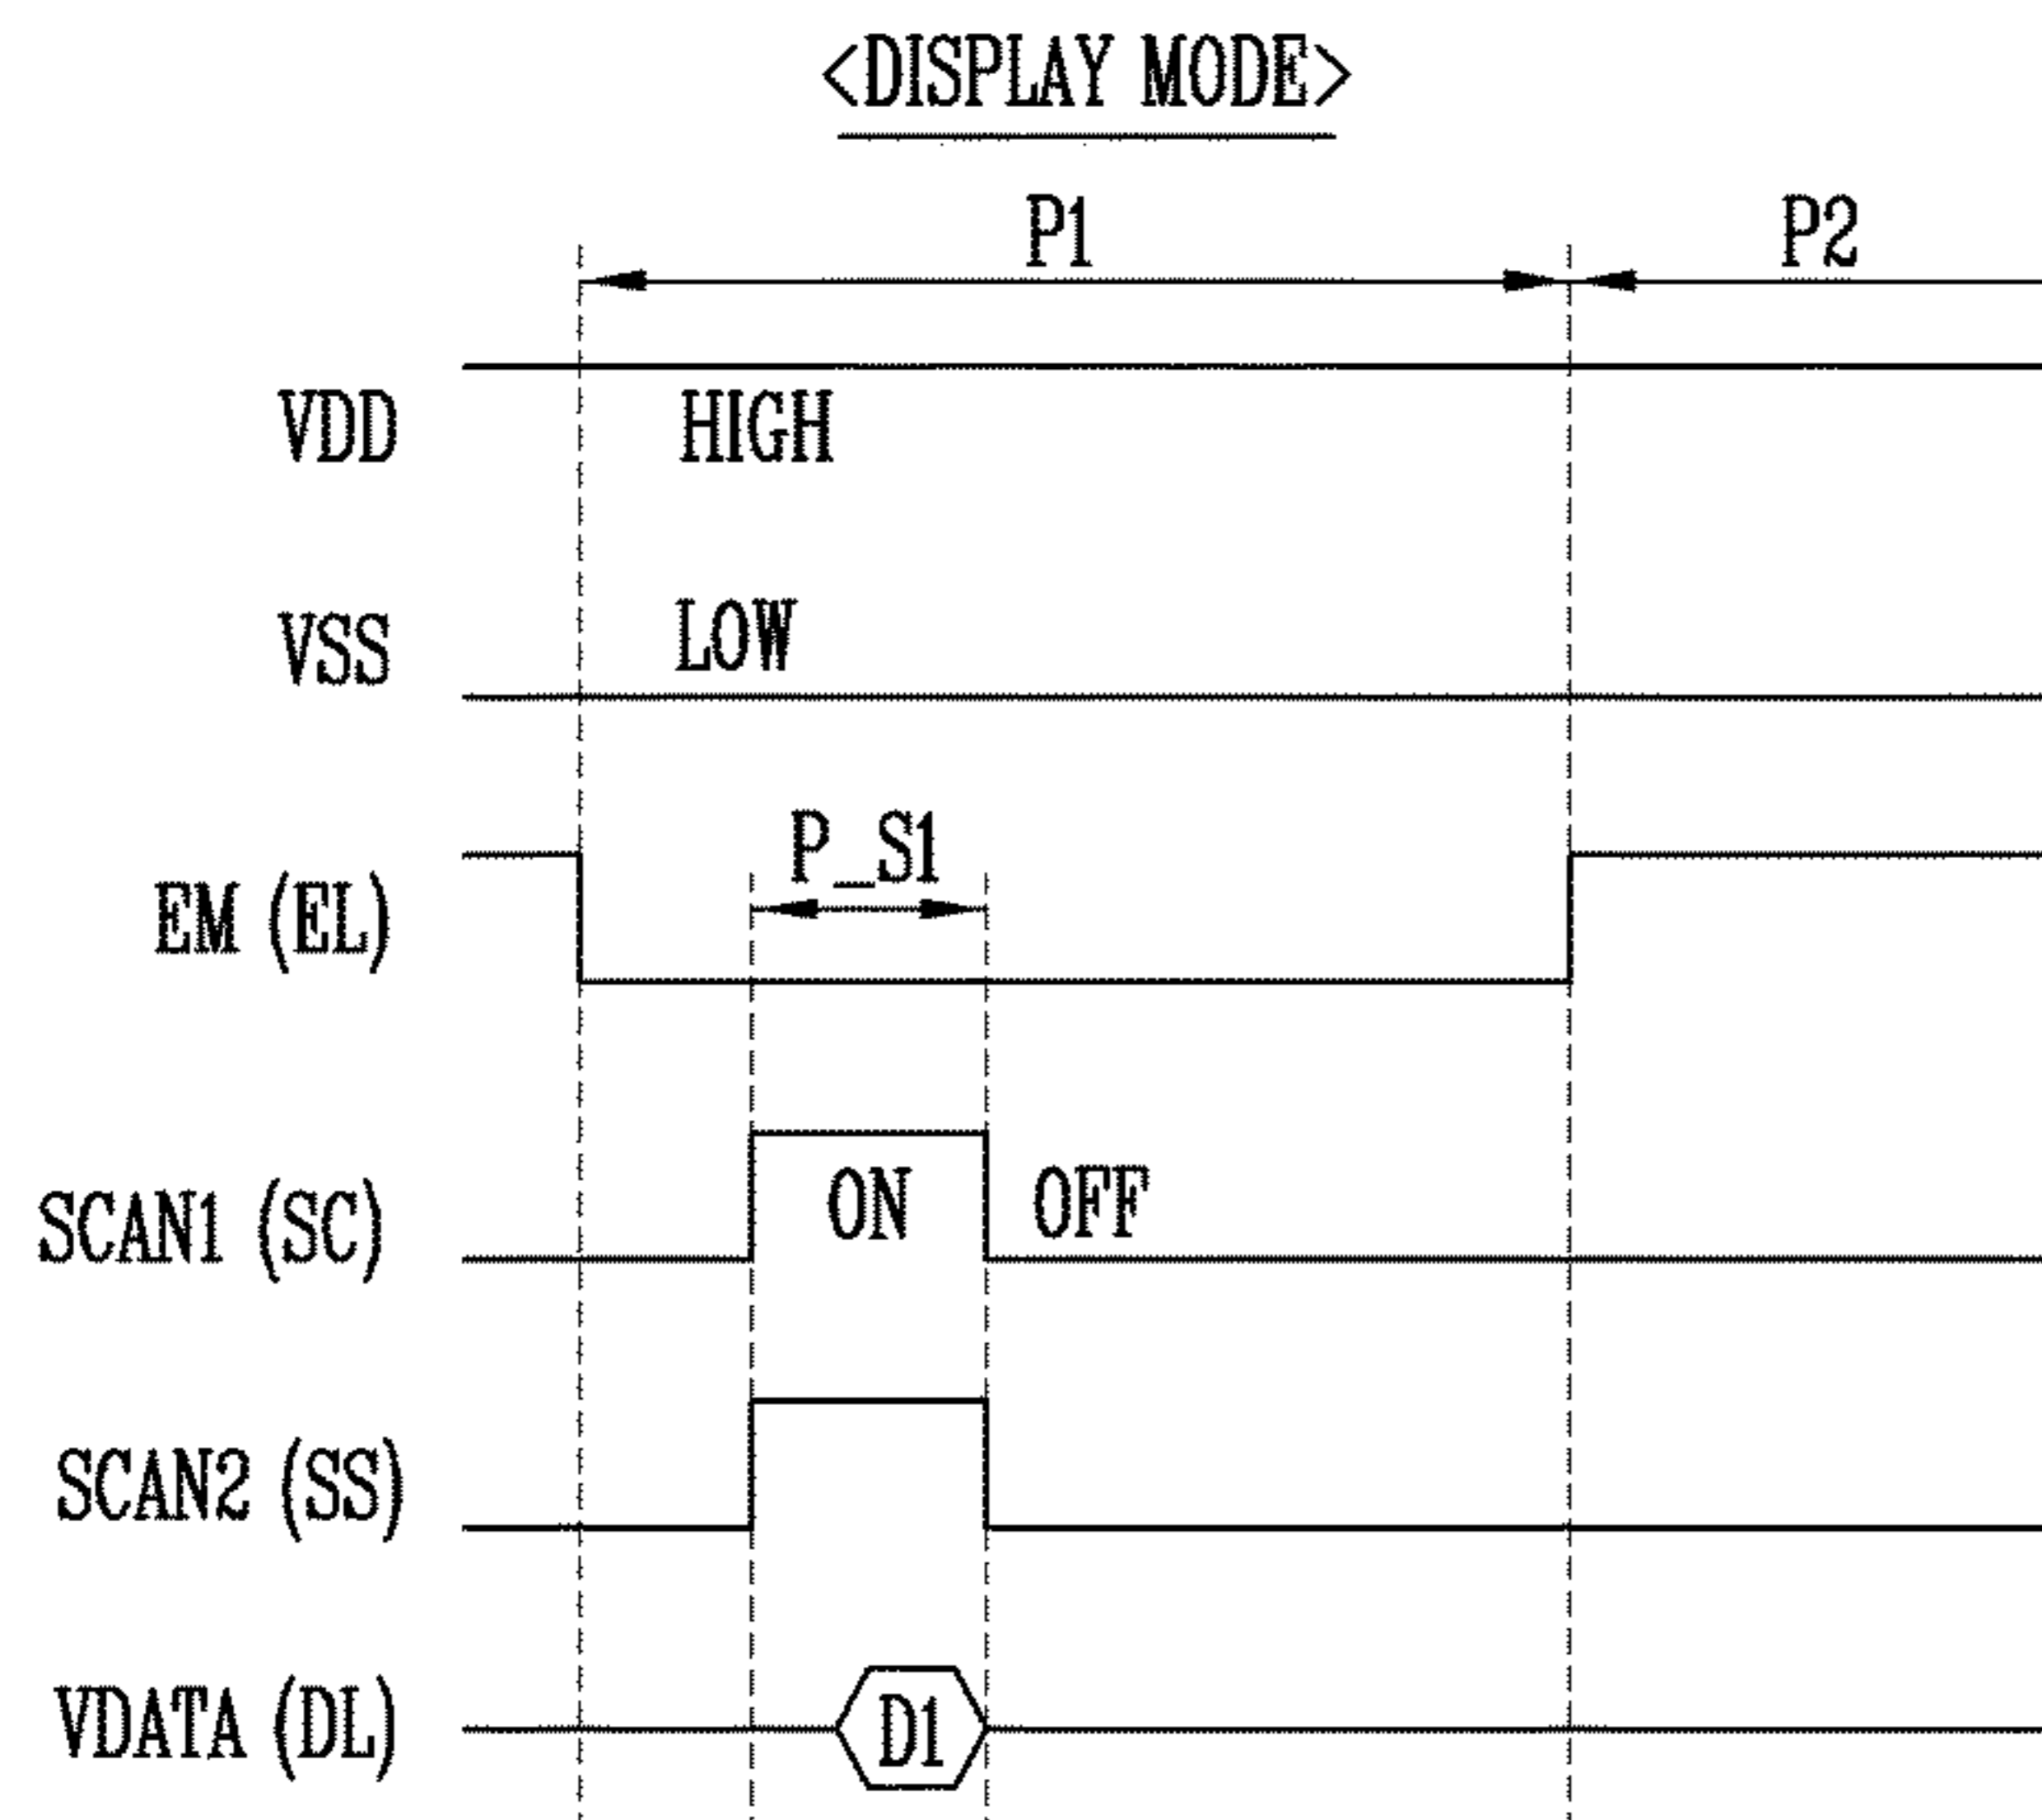 <DISPLAY MODE>
P1 P2
VDD HIGH
VSS LOW
P_S1
EM (EL)
SCAN1 (SC) ON OFF
SCAN2 (SS)
VDATA (DL) D1